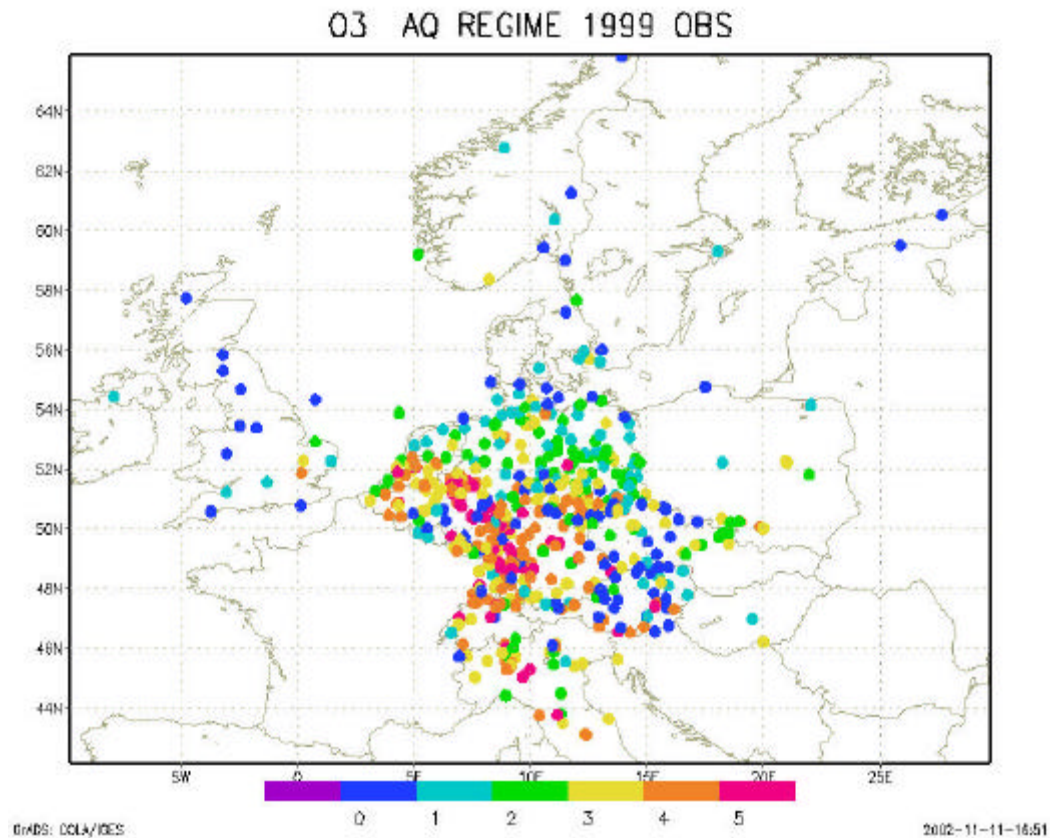 O3 AQ REGIME 1999 OBS
64N
62N
60N
58N
56N
54N
52N
50N
48N
46N
44N
5W 0 5E 10E 15E 20E 25E
0 1 2 3 4 5
GrADS: COLA/IGES 2002-11-11-16:51